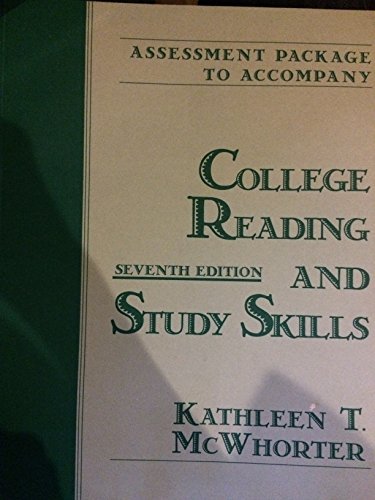 ASSESSMENT PACKAGE
TO ACCOMPANY
COLLEGE
READING
SEVENTH EDITION AND
STUDY SKILLS
KATHLEEN T.
MCWHORTER